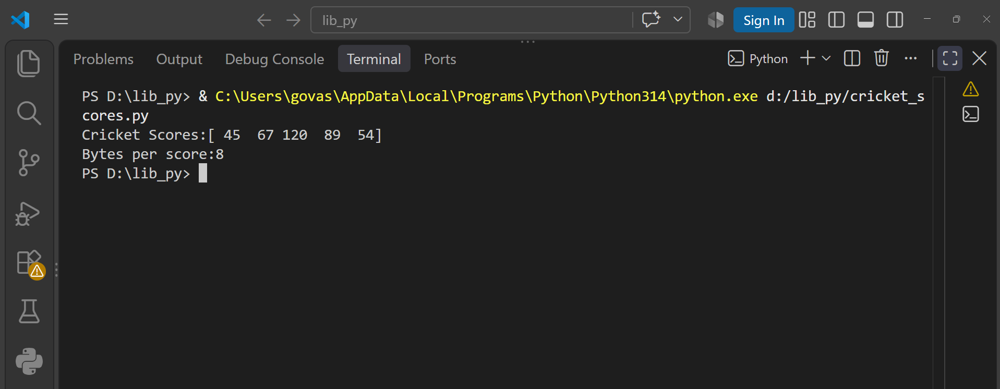 lib_py
Sign In
Problems Output Debug Console Terminal Ports
Python
PS D:\lib_py> & C:\Users\govas\AppData\Local\Programs\Python\Python314\python.exe d:/lib_py/cricket_s
cores.py
Cricket Scores:[ 45  67 120  89  54]
Bytes per score:8
PS D:\lib_py>